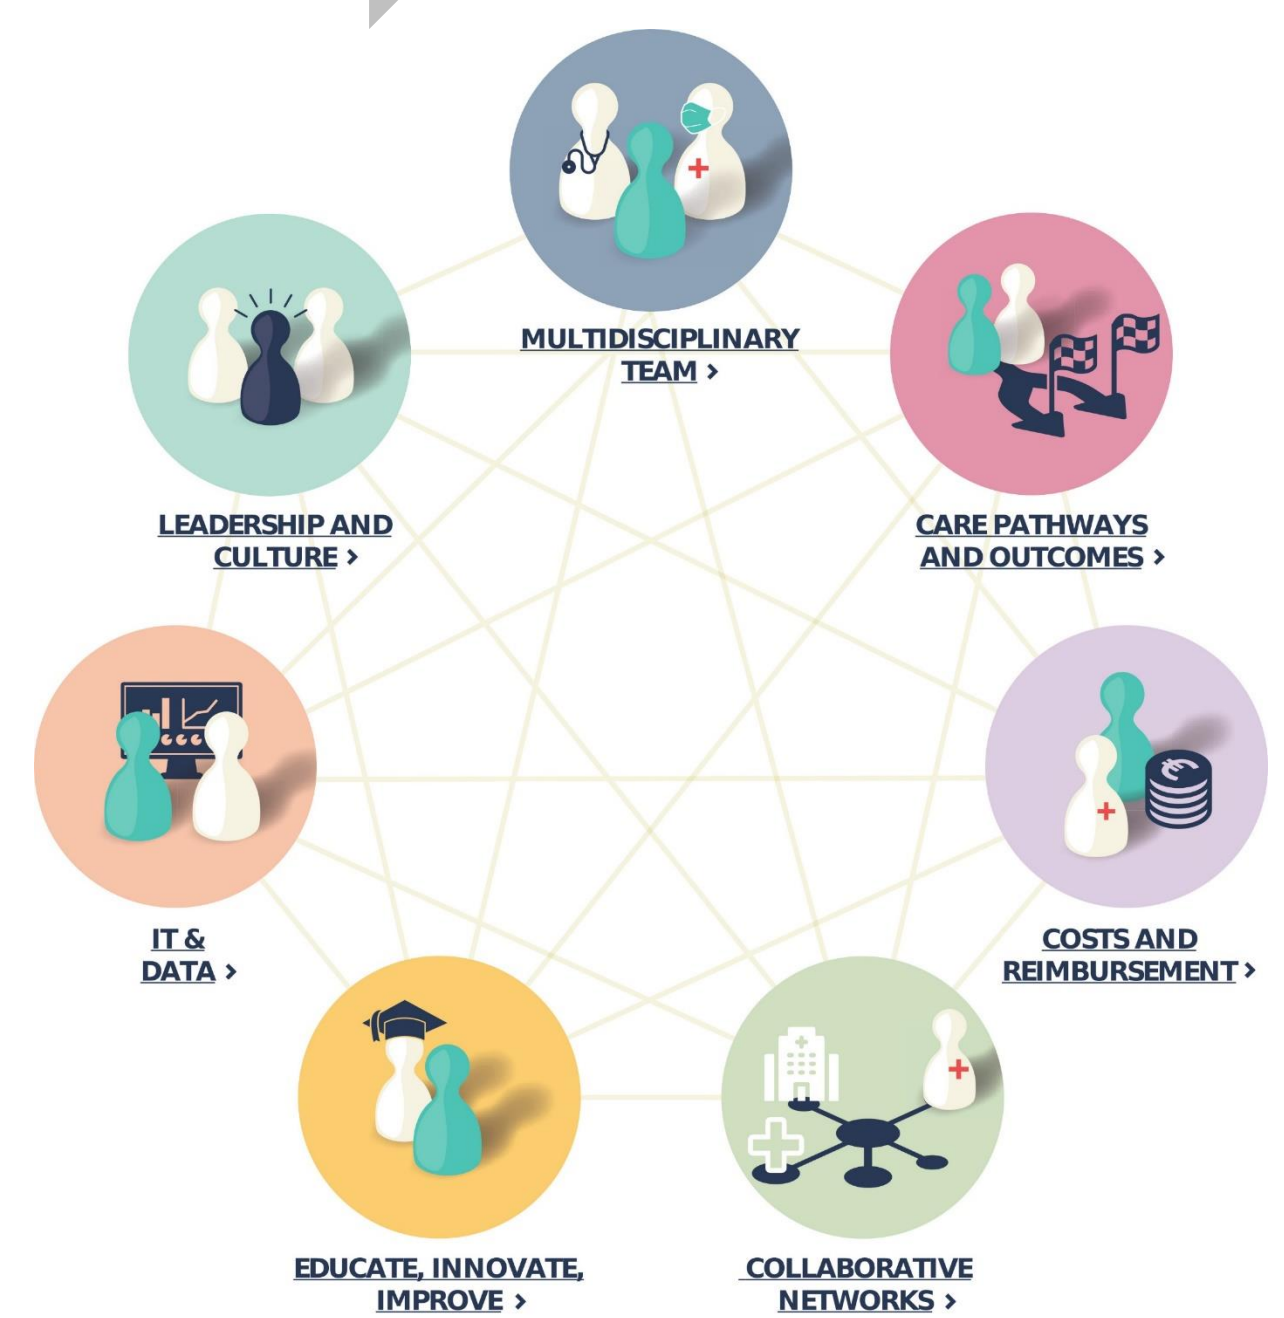 MULTIDISCIPLINARY
TEAM >
LEADERSHIP AND
CULTURE >
CARE PATHWAYS
AND OUTCOMES >
IT &
DATA >
€
COSTS AND
REIMBURSEMENT >
EDUCATE, INNOVATE,
IMPROVE >
COLLABORATIVE
NETWORKS >